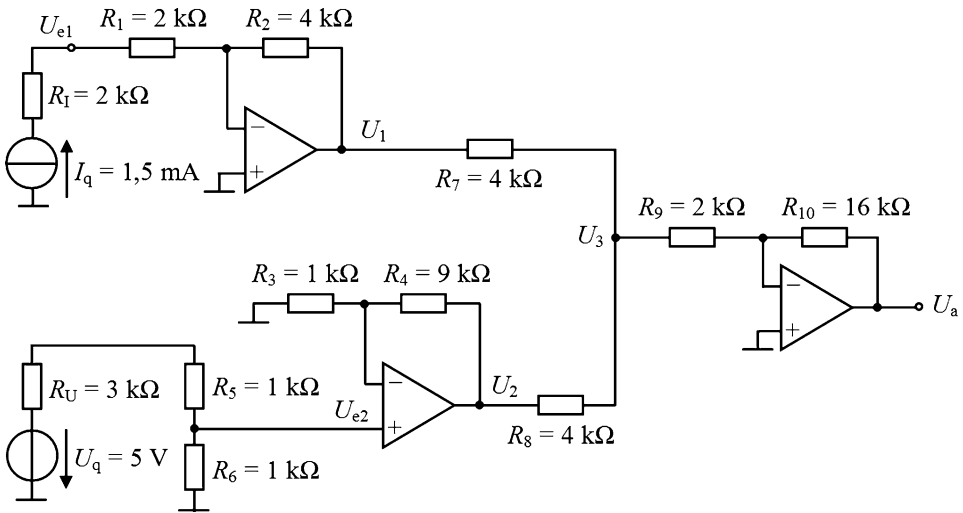 U_e1
R_1 = 2 kΩ
R_2 = 4 kΩ
R_I = 2 kΩ
I_q = 1,5 mA
−
+
U_1
R_7 = 4 kΩ
U_3
R_9 = 2 kΩ
R_10 = 16 kΩ
−
+
U_a
R_3 = 1 kΩ
R_4 = 9 kΩ
R_U = 3 kΩ
U_q = 5 V
R_5 = 1 kΩ
R_6 = 1 kΩ
U_e2
−
+
U_2
R_8 = 4 kΩ